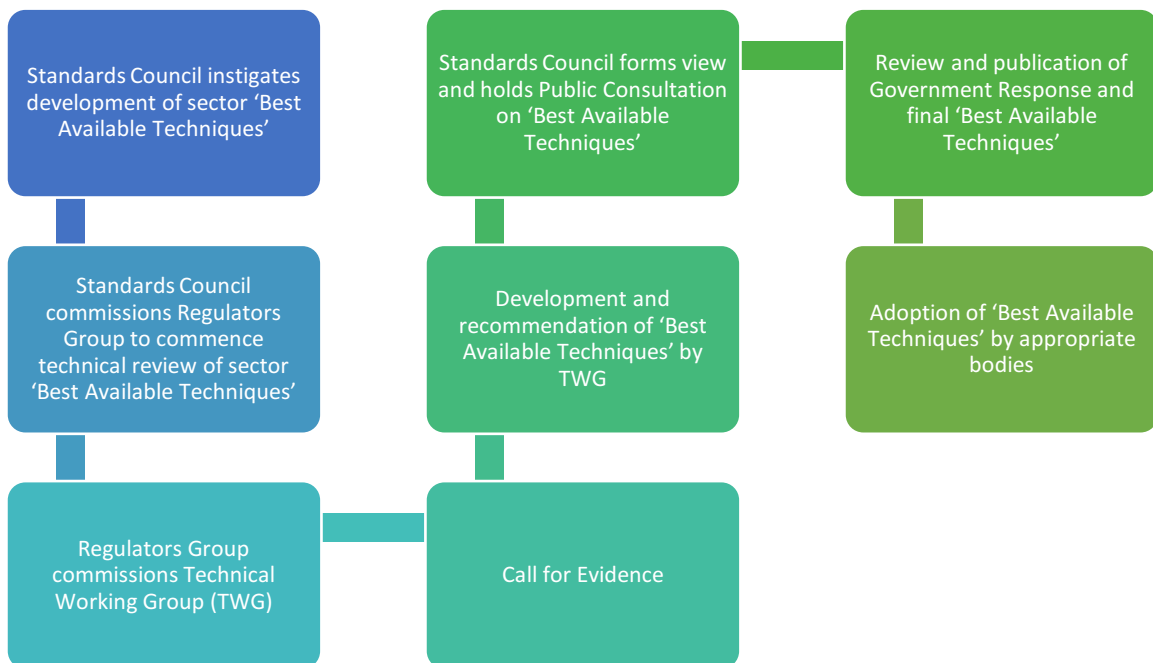 Standards Council instigates
development of sector ‘Best
Available Techniques’
Standards Council
commissions Regulators
Group to commence
technical review of sector
‘Best Available Techniques’
Regulators Group
commissions Technical
Working Group (TWG)
Call for Evidence
Development and
recommendation of ‘Best
Available Techniques’ by
TWG
Standards Council forms view
and holds Public Consultation
on ‘Best Available
Techniques’
Review and publication of
Government Response and
final ‘Best Available
Techniques’
Adoption of ‘Best Available
Techniques’ by appropriate
bodies